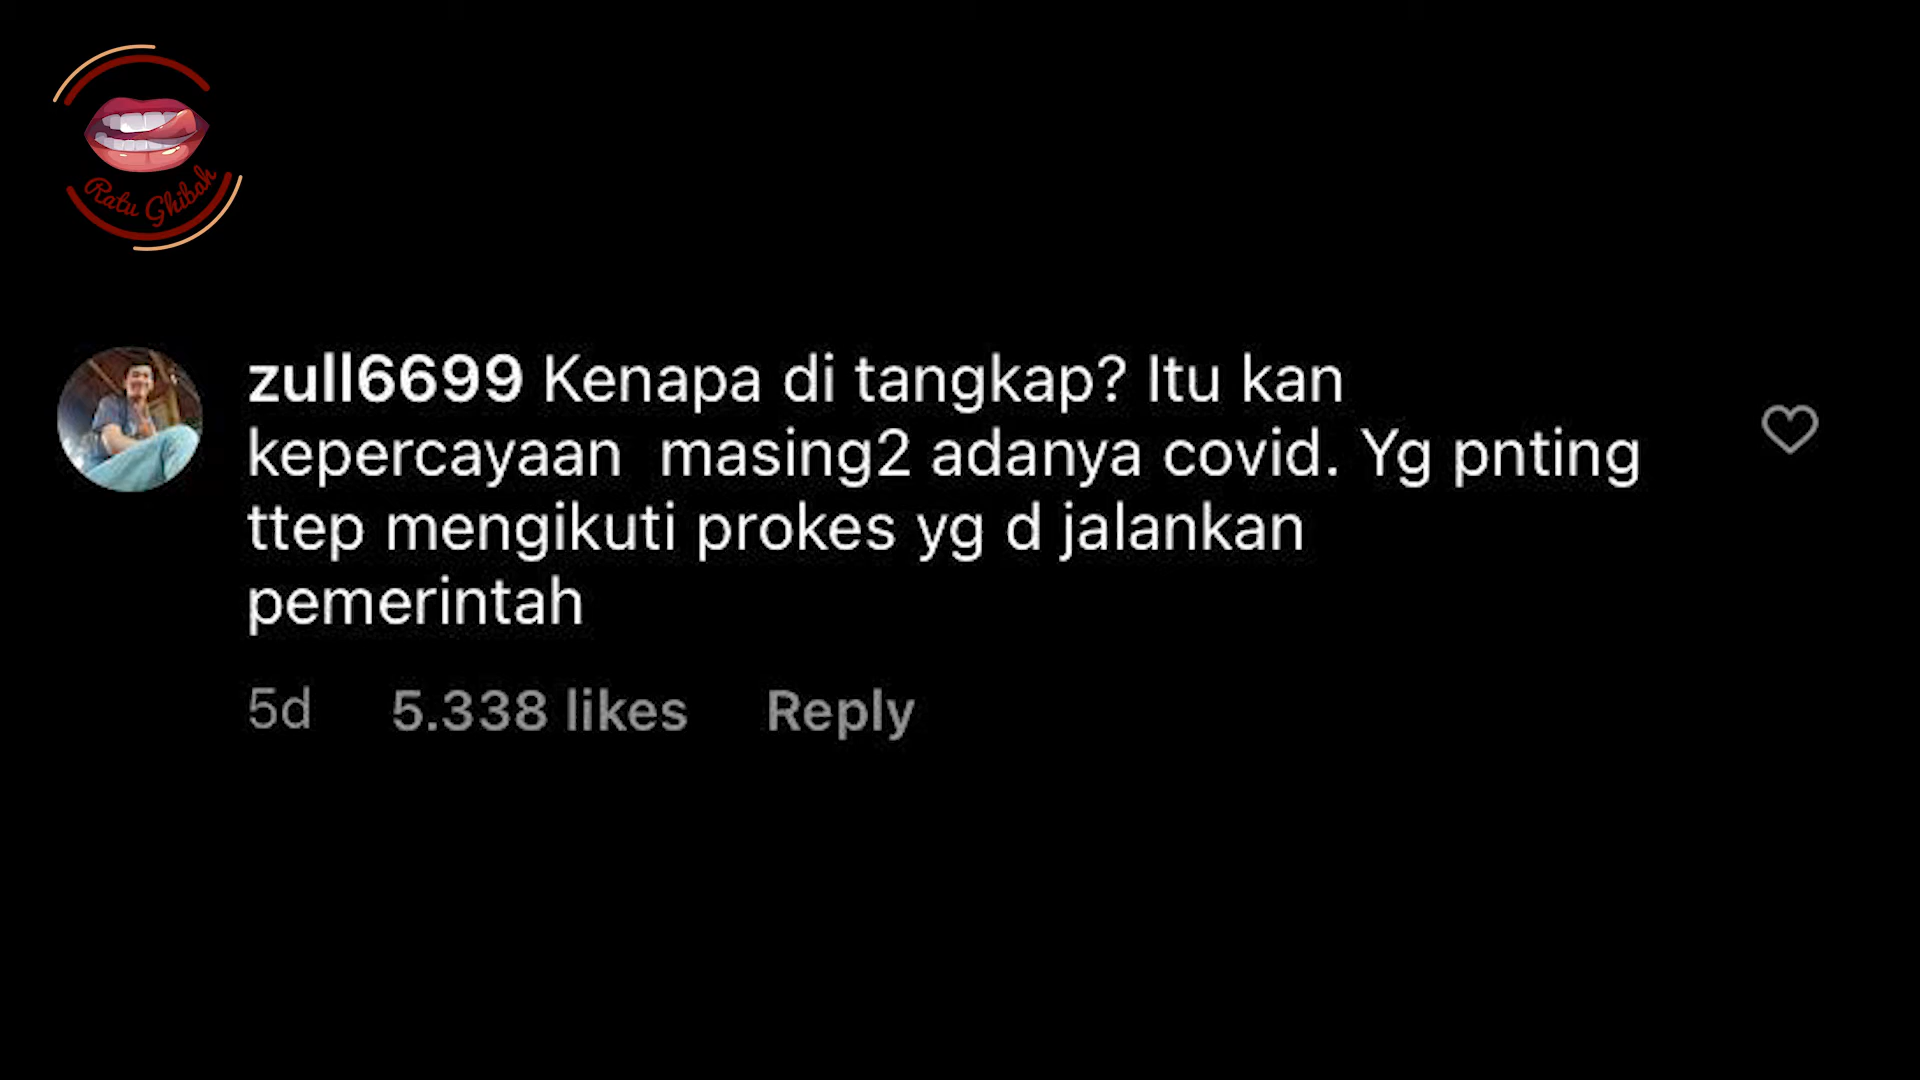 Ratu Ghibah
zull6699 Kenapa di tangkap? Itu kan
kepercayaan masing2 adanya covid. Yg pnting
ttep mengikuti prokes yg d jalankan
pemerintah
5d 5.338 likes Reply